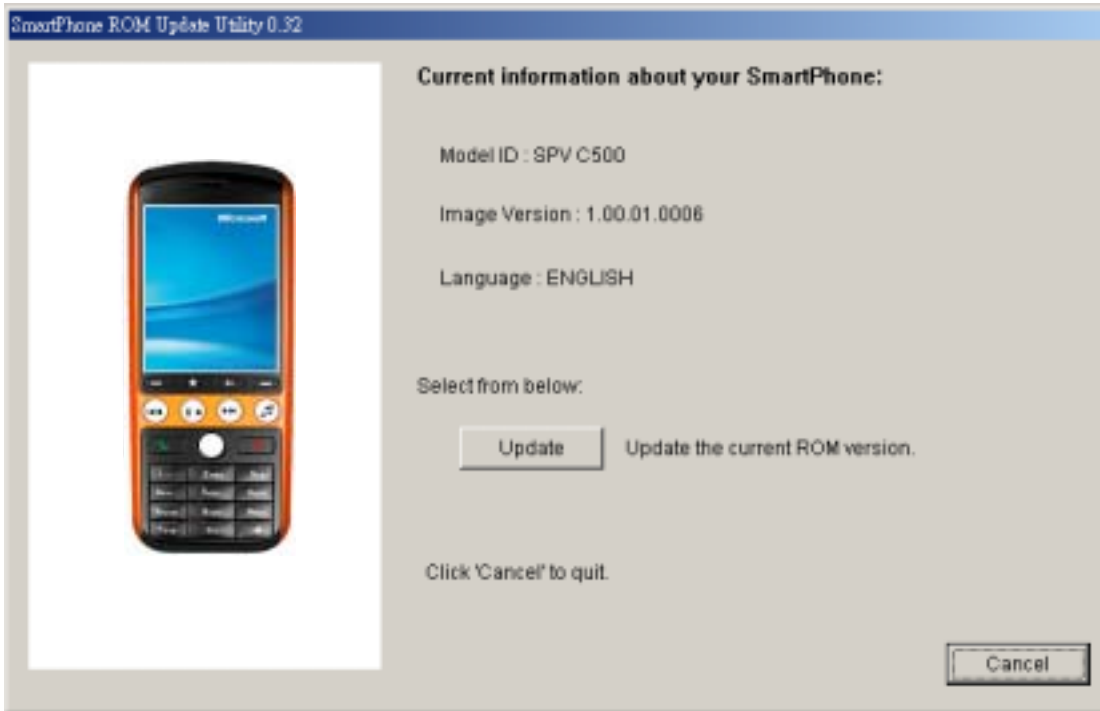 SmartPhone ROM Update Utility 0.32
Current information about your SmartPhone:
Model ID : SPV C500
Image Version : 1.00.01.0006
Language : ENGLISH
Microsoft
Select from below:
Update
Update the current ROM version.
Click 'Cancel' to quit.
Cancel